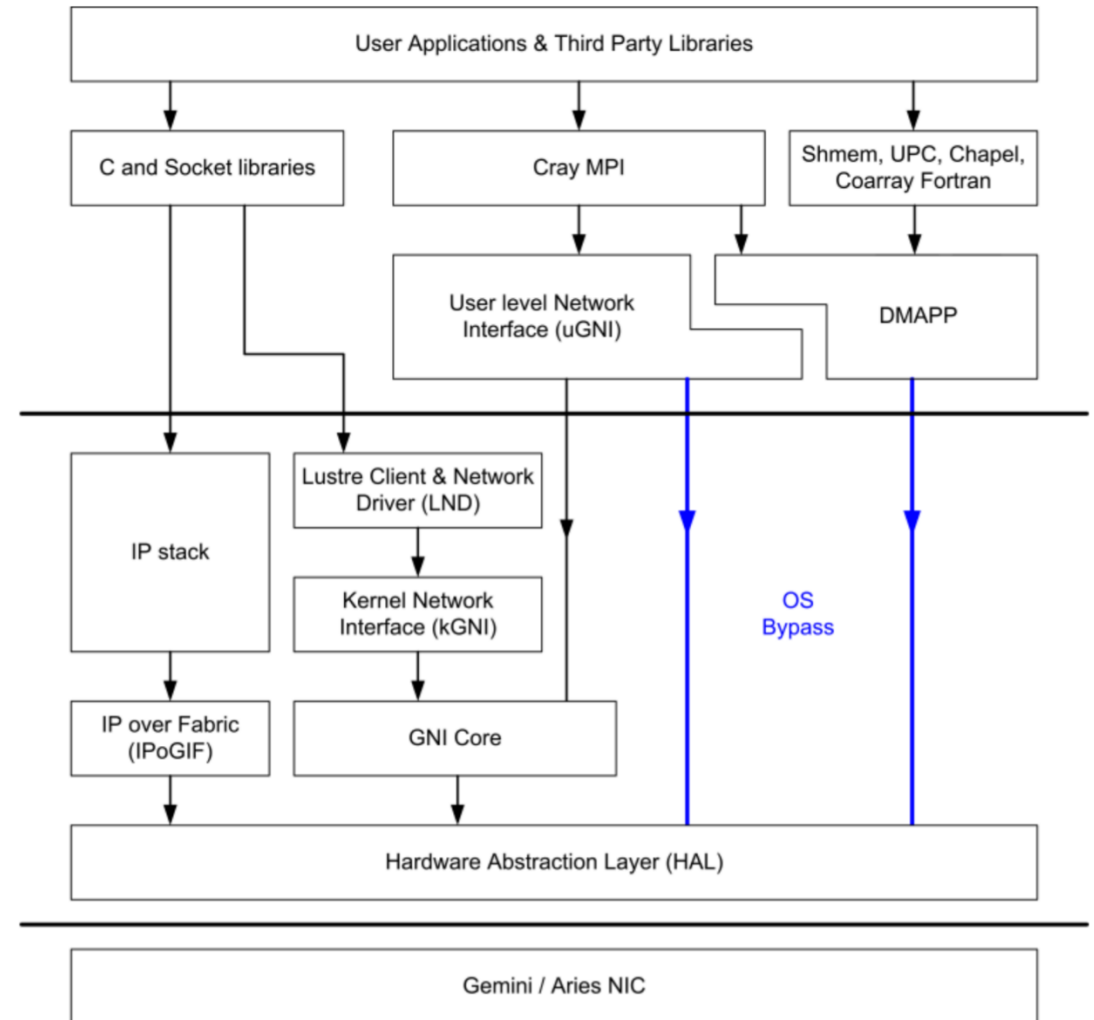 User Applications & Third Party Libraries
C and Socket libraries
Cray MPI
Shmem, UPC, Chapel,
Coarray Fortran
User level Network
Interface (uGNI)
DMAPP
Lustre Client & Network
Driver (LND)
IP stack
Kernel Network
Interface (kGNI)
OS
Bypass
IP over Fabric
(IPoGIF)
GNI Core
Hardware Abstraction Layer (HAL)
Gemini / Aries NIC